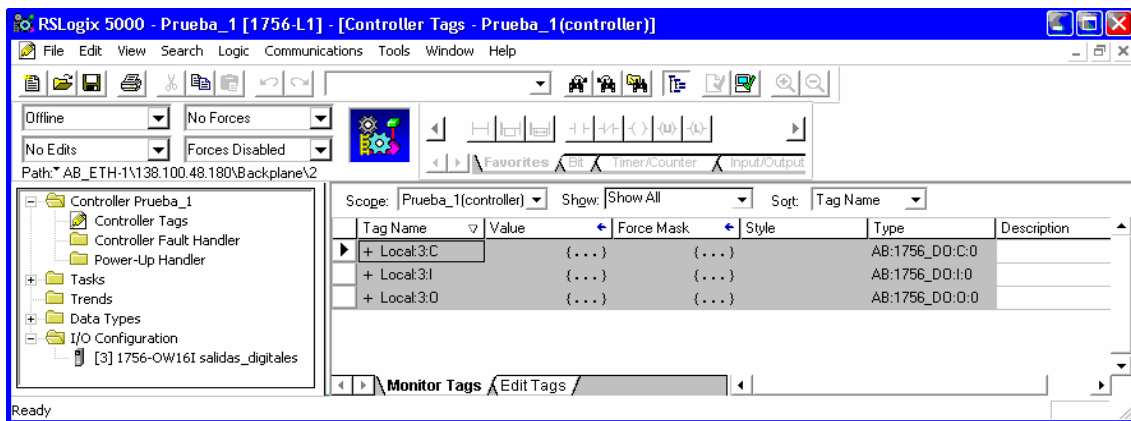 RSLogix 5000 - Prueba_1 [1756-L1] - [Controller Tags - Prueba_1(controller)]
File Edit View Search Logic Communications Tools Window Help
Offline No Forces
No Edits Forces Disabled
Favorites Bit Timer/Counter Input/Output
Path:* AB_ETH-1\138.100.48.180\Backplane\2
Controller Prueba_1
Controller Tags
Controller Fault Handler
Power-Up Handler
Tasks
Trends
Data Types
I/O Configuration
[3] 1756-OW16I salidas_digitales
Scope: Prueba_1(controller) Show: Show All Sort: Tag Name
Tag Name Value Force Mask Style Type Description
+ Local:3:C {...} {...} AB:1756_DO:C:0
+ Local:3:I {...} {...} AB:1756_DO:I:0
+ Local:3:O {...} {...} AB:1756_DO:O:0
Monitor Tags Edit Tags
Ready